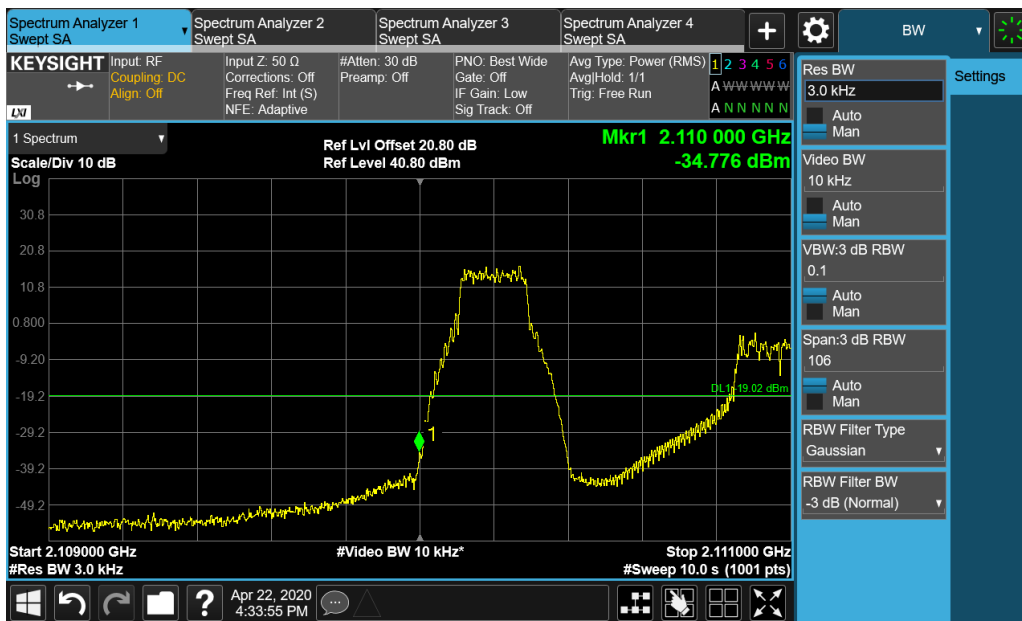 Spectrum Analyzer 1
Swept SA
Spectrum Analyzer 2
Swept SA
Spectrum Analyzer 3
Swept SA
Spectrum Analyzer 4
Swept SA
+
BW
KEYSIGHT
LXI
Input: RF
Coupling: DC
Align: Off
Input Z: 50 Ω
Corrections: Off
Freq Ref: Int (S)
NFE: Adaptive
#Atten: 30 dB
Preamp: Off
PNO: Best Wide
Gate: Off
IF Gain: Low
Sig Track: Off
Avg Type: Power (RMS)
Avg|Hold: 1/1
Trig: Free Run
1 2 3 4 5 6
A W W W W W
A N N N N N
1 Spectrum
Scale/Div 10 dB
Log
Ref Lvl Offset 20.80 dB
Ref Level 40.80 dBm
Mkr1 2.110 000 GHz
-34.776 dBm
30.8
20.8
10.8
0.800
-9.20
-19.2
-29.2
-39.2
-49.2
DL1 -19.02 dBm
1
Start 2.109000 GHz
#Res BW 3.0 kHz
#Video BW 10 kHz*
Stop 2.111000 GHz
#Sweep 10.0 s (1001 pts)
Res BW
3.0 kHz
Auto
Man
Video BW
10 kHz
Auto
Man
VBW:3 dB RBW
0.1
Auto
Man
Span:3 dB RBW
106
Auto
Man
RBW Filter Type
Gaussian
RBW Filter BW
-3 dB (Normal)
Settings
?
Apr 22, 2020
4:33:55 PM